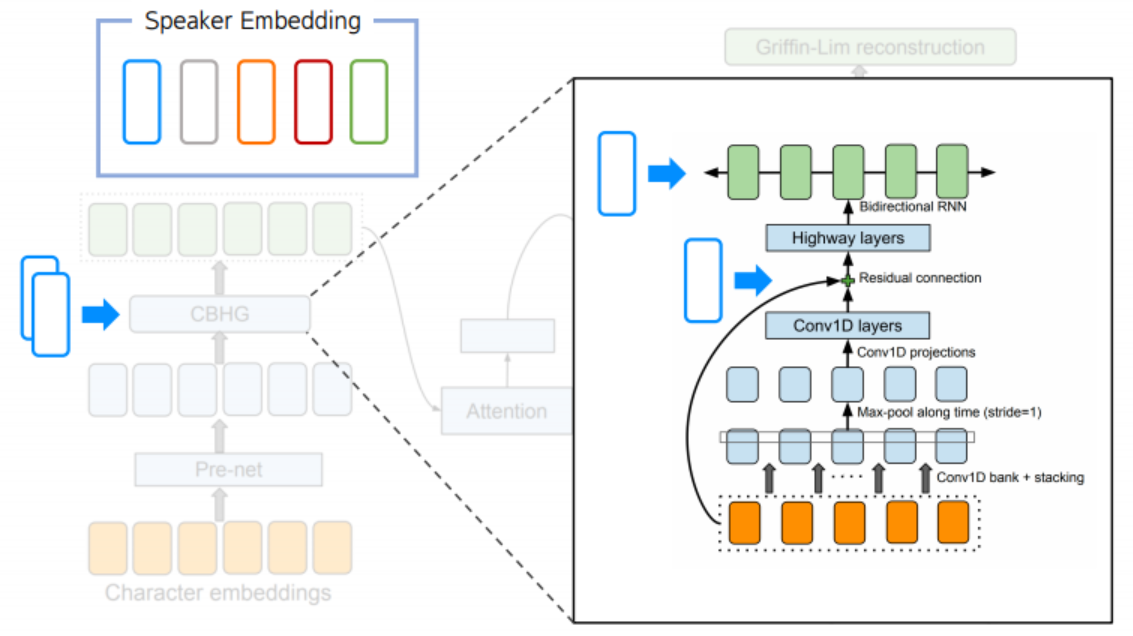 Speaker Embedding
Griffin-Lim reconstruction
Bidirectional RNN
Highway layers
Residual connection
CBHG
Conv1D layers
Conv1D projections
Attention
Max-pool along time (stride=1)
Pre-net
Conv1D bank + stacking
Character embeddings